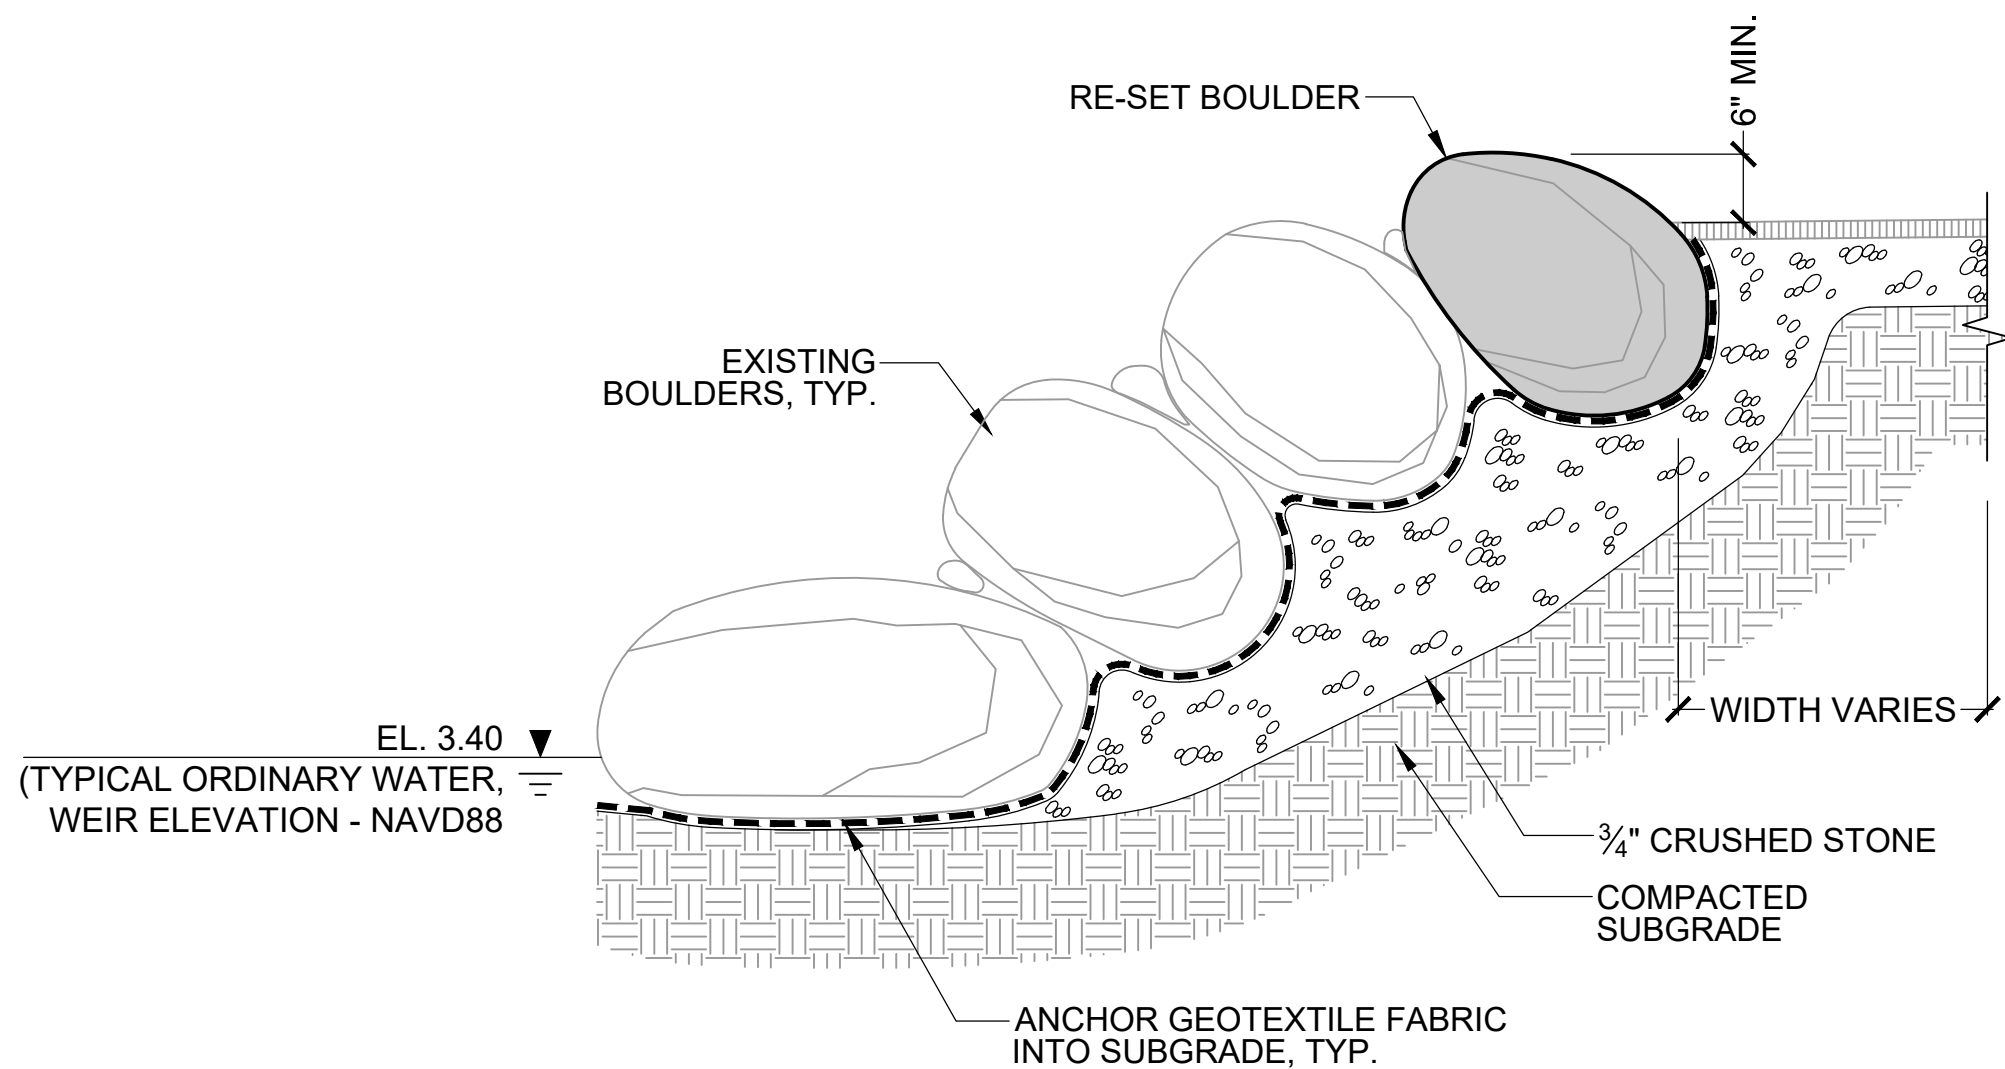 6" MIN.
RE-SET BOULDER
EXISTING
BOULDERS, TYP.
EL. 3.40
(TYPICAL ORDINARY WATER,
WEIR ELEVATION - NAVD88
WIDTH VARIES
¾" CRUSHED STONE
COMPACTED
SUBGRADE
ANCHOR GEOTEXTILE FABRIC
INTO SUBGRADE, TYP.